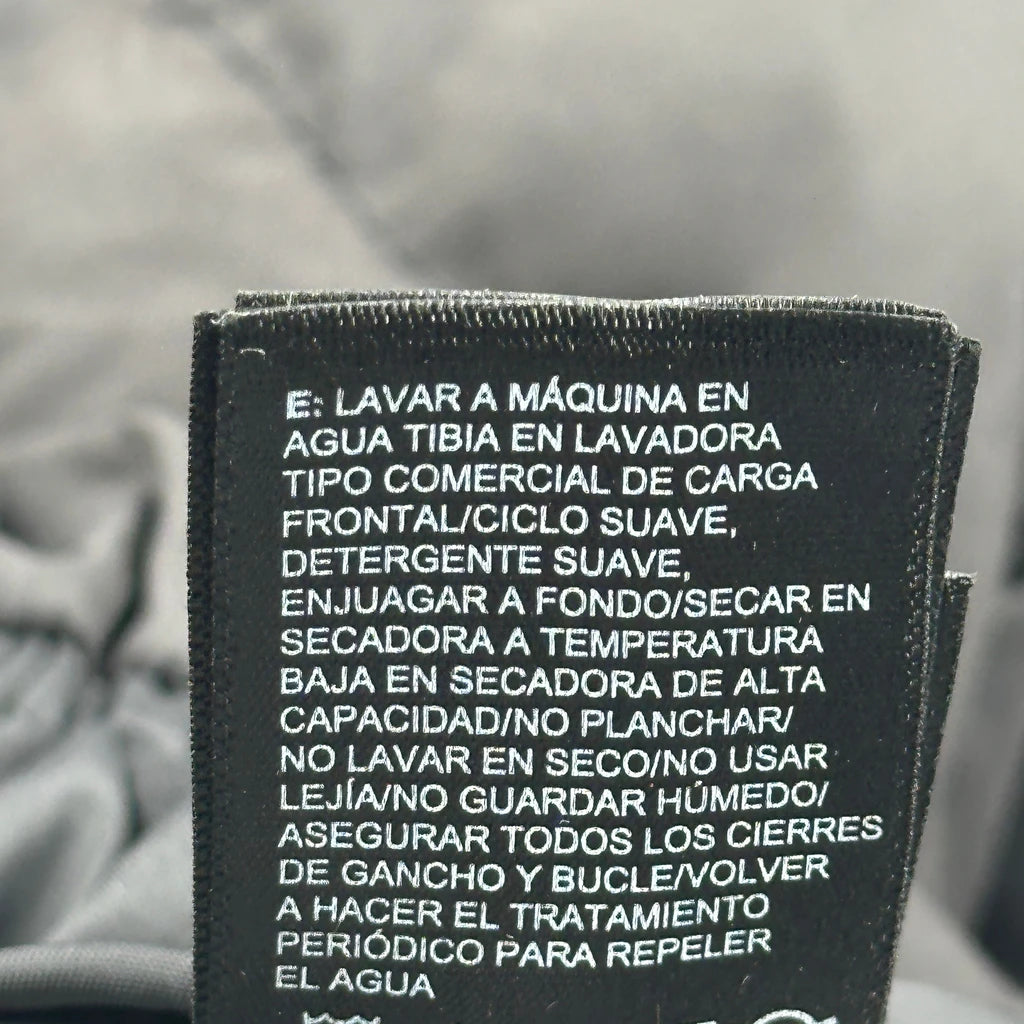 E: LAVAR A MÁQUINA EN
AGUA TIBIA EN LAVADORA
TIPO COMERCIAL DE CARGA
FRONTAL/CICLO SUAVE,
DETERGENTE SUAVE,
ENJUAGAR A FONDO/SECAR EN
SECADORA A TEMPERATURA
BAJA EN SECADORA DE ALTA
CAPACIDAD/NO PLANCHAR/
NO LAVAR EN SECO/NO USAR
LEJÍA/NO GUARDAR HÚMEDO/
ASEGURAR TODOS LOS CIERRES
DE GANCHO Y BUCLE/VOLVER
A HACER EL TRATAMIENTO
PERIÓDICO PARA REPELER
EL AGUA